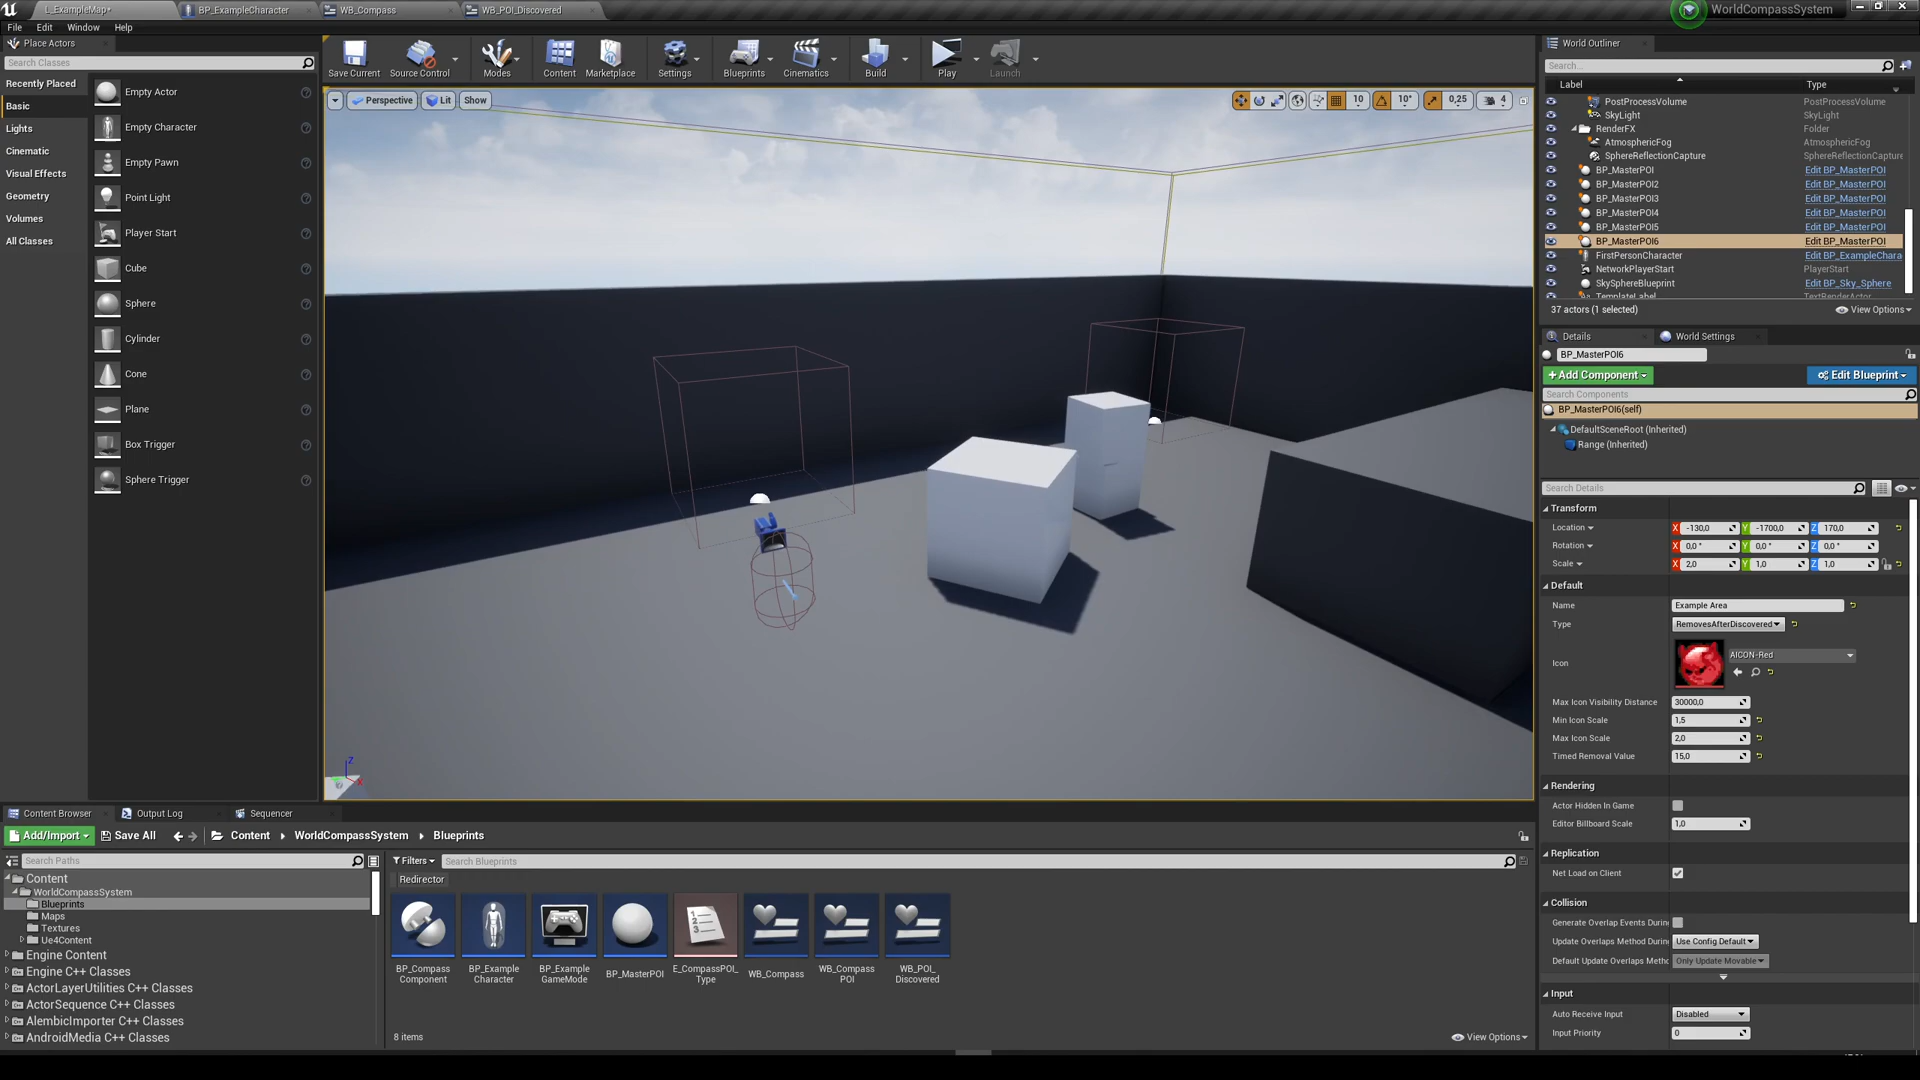 L_ExampleMap*
BP_ExampleCharacter
WB_Compass
WB_POI_Discovered
WorldCompassSystem
File Edit Window Help
Place Actors
Search Classes
Recently Placed
Basic
Lights
Cinematic
Visual Effects
Geometry
Volumes
All Classes
Empty Actor
Empty Character
Empty Pawn
Point Light
Player Start
Cube
Sphere
Cylinder
Cone
Plane
Box Trigger
Sphere Trigger
Save Current Source Control Modes Content Marketplace Settings Blueprints Cinematics Build Play Launch
Perspective Lit Show
10 10° 0,25 4
World Outliner
Search...
Label Type
PostProcessVolume PostProcessVolume
SkyLight SkyLight
RenderFX Folder
AtmosphericFog AtmosphericFog
SphereReflectionCapture SphereReflectionCapture
BP_MasterPOI Edit BP_MasterPOI
BP_MasterPOI2 Edit BP_MasterPOI
BP_MasterPOI3 Edit BP_MasterPOI
BP_MasterPOI4 Edit BP_MasterPOI
BP_MasterPOI5 Edit BP_MasterPOI
BP_MasterPOI6 Edit BP_MasterPOI
FirstPersonCharacter Edit BP_ExampleChara
NetworkPlayerStart PlayerStart
SkySphereBlueprint Edit BP_Sky_Sphere
TemplateLabel TextRenderActor
37 actors (1 selected) View Options
Details World Settings
BP_MasterPOI6
+Add Component Edit Blueprint
Search Components
BP_MasterPOI6(self)
DefaultSceneRoot (Inherited)
Range (Inherited)
Search Details
Transform
Location X -130,0 Y -1700,0 Z 170,0
Rotation X 0,0 ° Y 0,0 ° Z 0,0 °
Scale X 2,0 Y 1,0 Z 1,0
Default
Name Example Area
Type RemovesAfterDiscovered
Icon AICON-Red
Max Icon Visibility Distance 30000,0
Min Icon Scale 1,5
Max Icon Scale 2,0
Timed Removal Value 15,0
Rendering
Actor Hidden In Game
Editor Billboard Scale 1,0
Replication
Net Load on Client
Collision
Generate Overlap Events Durin
Update Overlaps Method Durin Use Config Default
Default Update Overlaps Metho Only Update Movable
Input
Auto Receive Input Disabled
Input Priority 0
Content Browser Output Log Sequencer
Add/Import Save All Content WorldCompassSystem Blueprints
Search Paths
Filters Search Blueprints
Redirector
Content
WorldCompassSystem
Blueprints
Maps
Textures
Ue4Content
Engine Content
Engine C++ Classes
ActorLayerUtilities C++ Classes
ActorSequence C++ Classes
AlembicImporter C++ Classes
AndroidMedia C++ Classes
BP_Compass
Component
BP_Example
Character
BP_Example
GameMode
BP_MasterPOI
E_CompassPOI_
Type
WB_Compass
WB_Compass
POI
WB_POI_
Discovered
8 items View Options